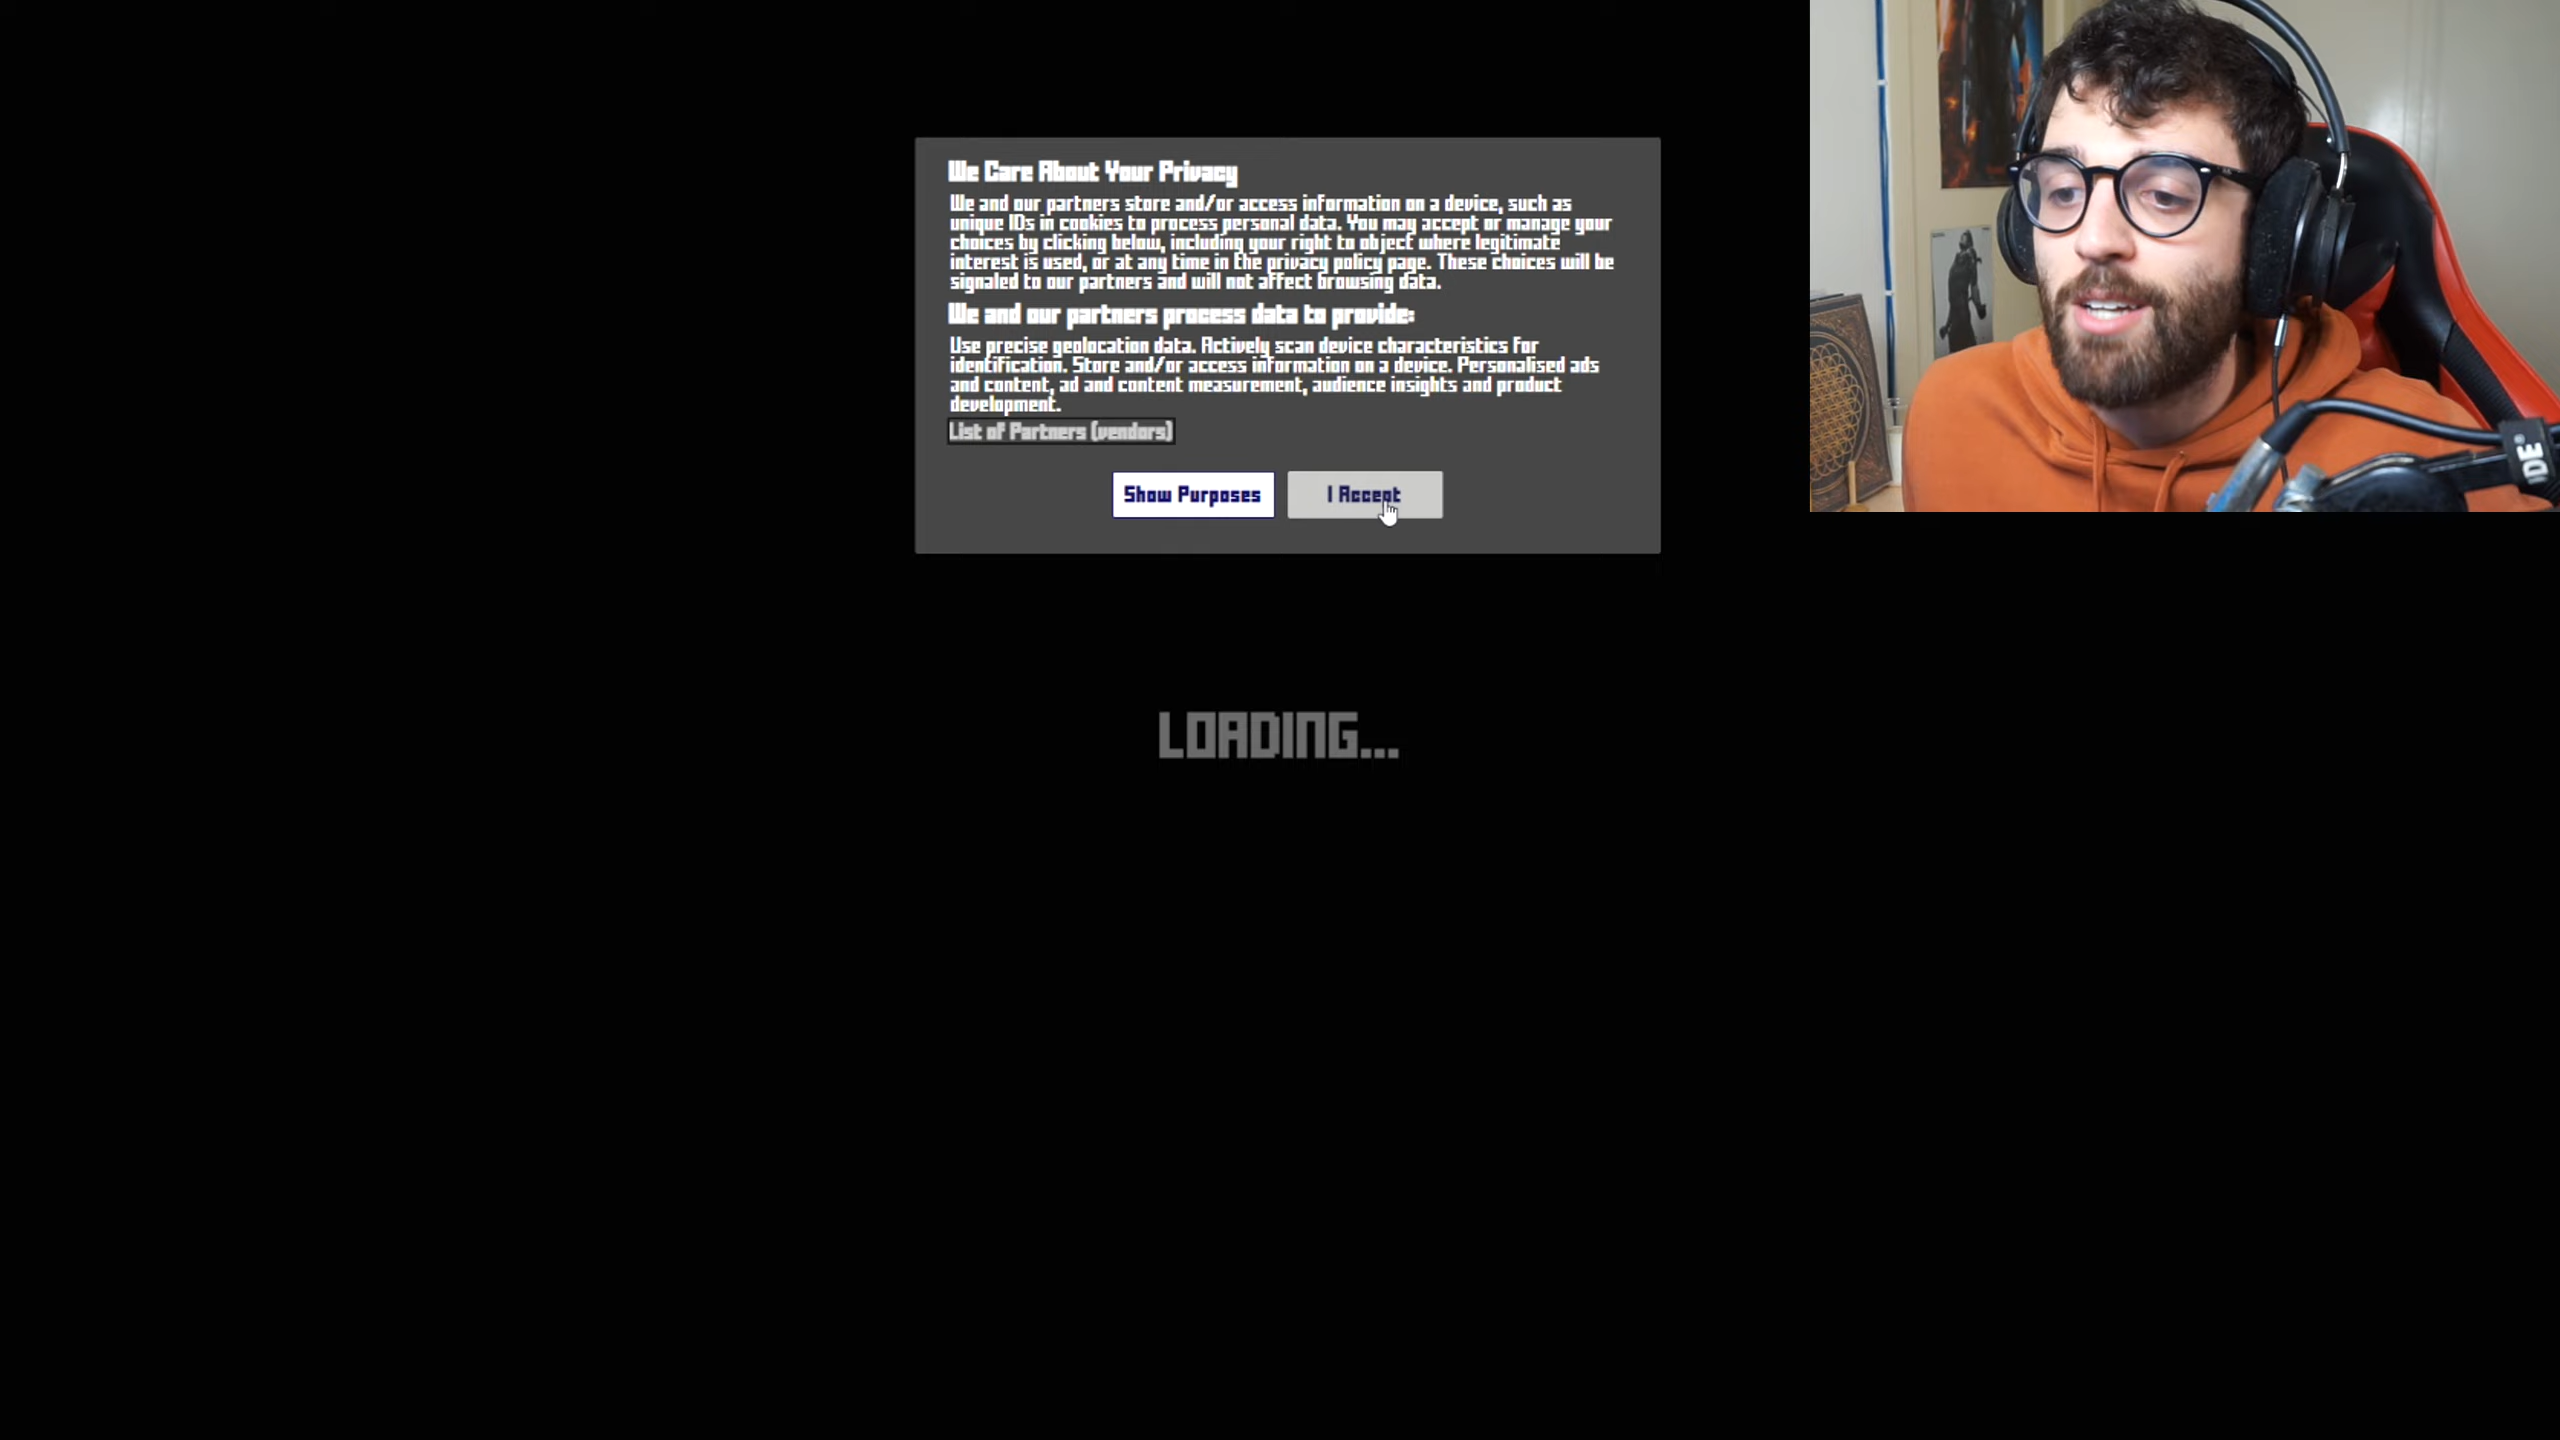 We Care About Your Privacy
We and our partners store and/or access information on a device, such as
unique IDs in cookies to process personal data. You may accept or manage your
choices by clicking below, including your right to object where legitimate
interest is used, or at any time in the privacy policy page. These choices will be
signaled to our partners and will not affect browsing data.
We and our partners process data to provide:
Use precise geolocation data. Actively scan device characteristics for
identification. Store and/or access information on a device. Personalised ads
and content, ad and content measurement, audience insights and product
development.
List of Partners (vendors)
Show Purposes
I Accept
LOADING...